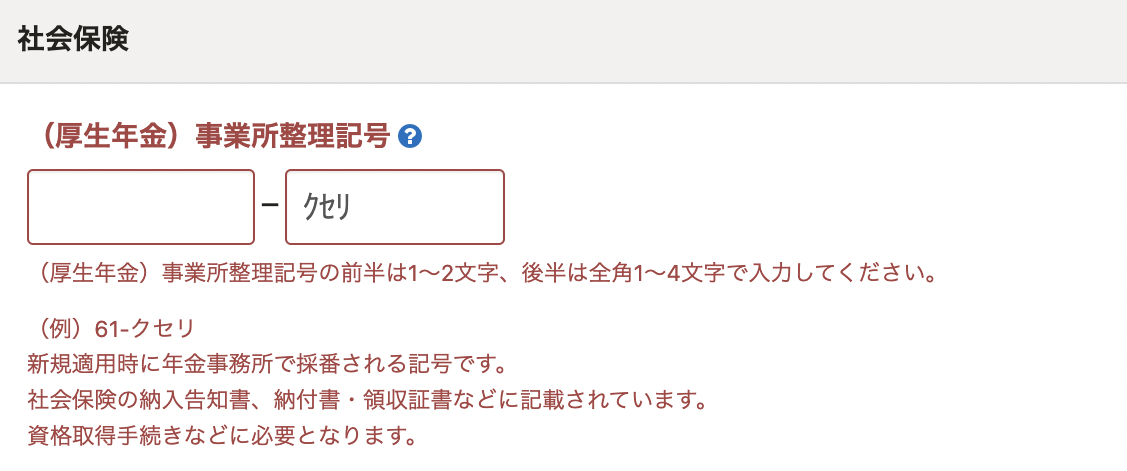 社会保険
（厚生年金）事業所整理記号 ?
– ｸｾﾘ
（厚生年金）事業所整理記号の前半は1〜2文字、後半は全角1〜4文字で入力してください。
（例）61-クセリ
新規適用時に年金事務所で採番される記号です。
社会保険の納入告知書、納付書・領収証書などに記載されています。
資格取得手続きなどに必要となります。